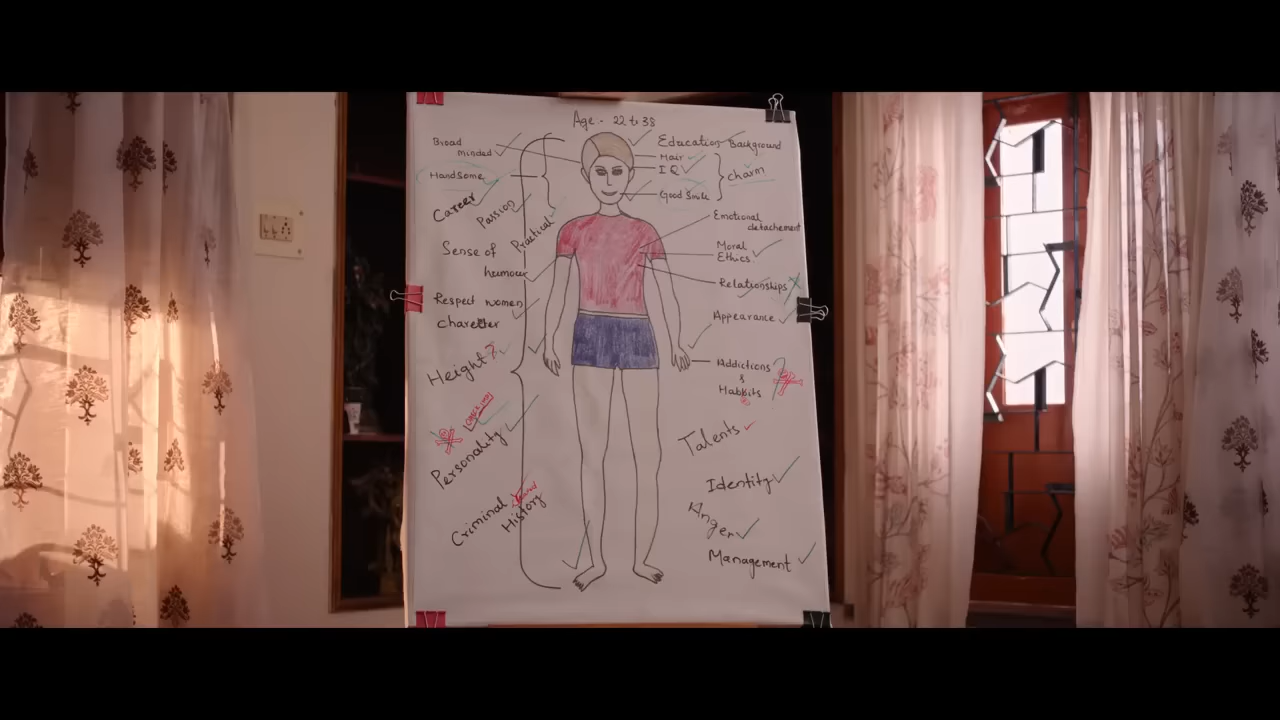 Age - 22 to 38
Broad
minded
Handsome
Career
Passion
Practical
Sense of
humour
Respect women
charetter
Height ?
Personality
Criminal
History
Education Background
Hair
IQ
Good Smile
charm
Emotional
detachement
Moral
Ethics
Relationships
Appearance
Addictions
&
Habbits
Talents
Identity
Anger
Management